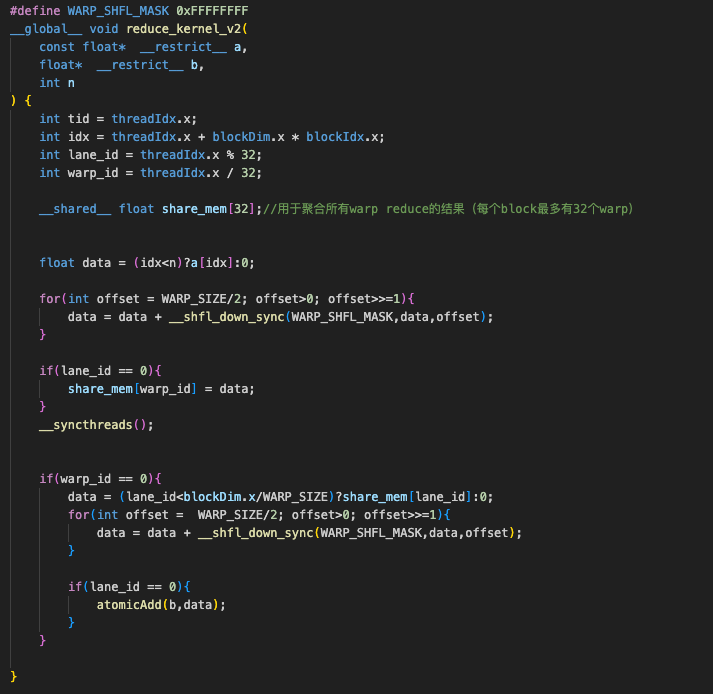 #define WARP_SHFL_MASK 0xFFFFFFFF
__global__ void reduce_kernel_v2(
    const float*  __restrict__ a,
    float*  __restrict__ b,
    int n
) {
    int tid = threadIdx.x;
    int idx = threadIdx.x + blockDim.x * blockIdx.x;
    int lane_id = threadIdx.x % 32;
    int warp_id = threadIdx.x / 32;
    __shared__ float share_mem[32];//用于聚合所有warp reduce的结果（每个block最多有32个warp）
    float data = (idx<n)?a[idx]:0;
    for(int offset = WARP_SIZE/2; offset>0; offset>>=1){
        data = data + __shfl_down_sync(WARP_SHFL_MASK,data,offset);
    }
    if(lane_id == 0){
        share_mem[warp_id] = data;
    }
    __syncthreads();
    if(warp_id == 0){
        data = (lane_id<blockDim.x/WARP_SIZE)?share_mem[lane_id]:0;
        for(int offset =  WARP_SIZE/2; offset>0; offset>>=1){
            data = data + __shfl_down_sync(WARP_SHFL_MASK,data,offset);
        }
        if(lane_id == 0){
            atomicAdd(b,data);
        }
    }
}